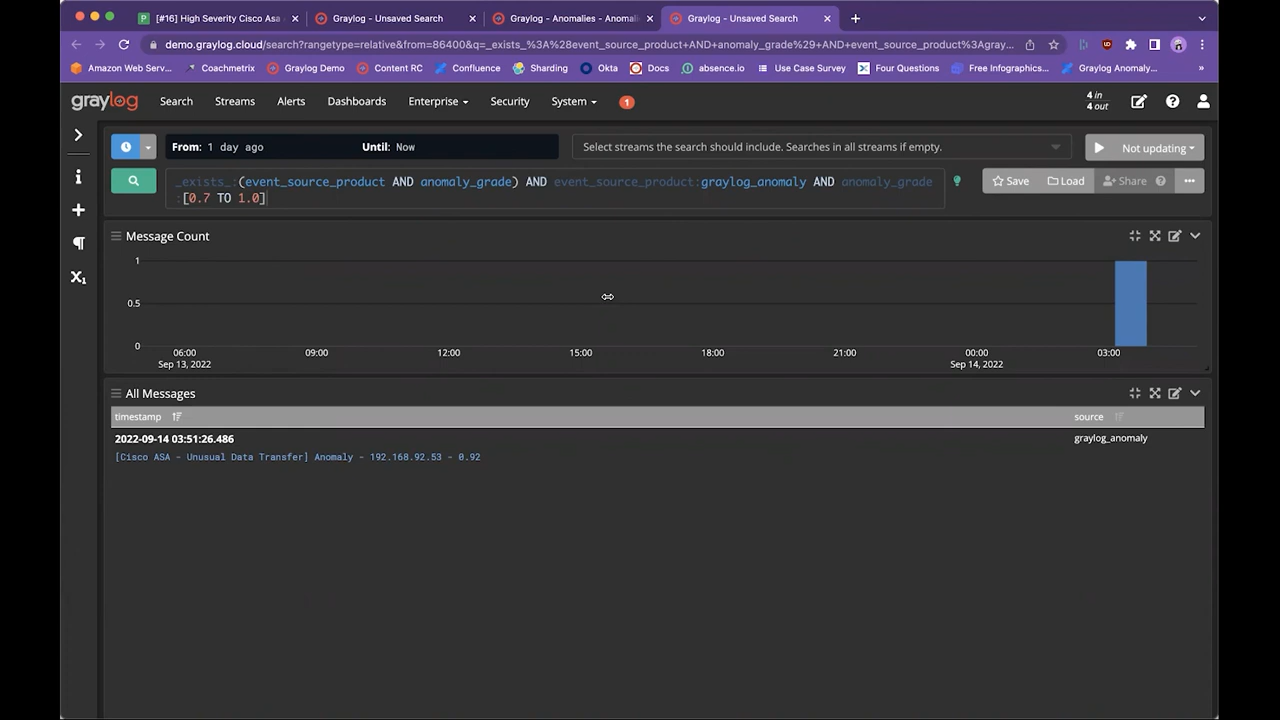 [#16] High Severity Cisco Asa
Graylog - Unsaved Search
Graylog - Anomalies - Anomal
Graylog - Unsaved Search
demo.graylog.cloud/search?rangetype=relative&from=86400&q=_exists_%3A%28event_source_product+AND+anomaly_grade%29+AND+event_source_product%3Agray...
Amazon Web Serv...
Coachmetrix
Graylog Demo
Content RC
Confluence
Sharding
Okta
Docs
absence.io
Use Case Survey
Four Questions
Free Infographics...
Graylog Anomaly...
»
graylog
Search
Streams
Alerts
Dashboards
Enterprise
Security
System
1
4 in
4 out
From: 1 day ago
Until: Now
Select streams the search should include. Searches in all streams if empty.
Not updating
_exists_:(event_source_product AND anomaly_grade) AND event_source_product:graylog_anomaly AND anomaly_grade
:[0.7 TO 1.0]
Save
Load
Share
Message Count
1
0.5
0
06:00
Sep 13, 2022
09:00
12:00
15:00
18:00
21:00
00:00
Sep 14, 2022
03:00
All Messages
timestamp
source
2022-09-14 03:51:26.486
graylog_anomaly
[Cisco ASA - Unusual Data Transfer] Anomaly - 192.168.92.53 - 0.92